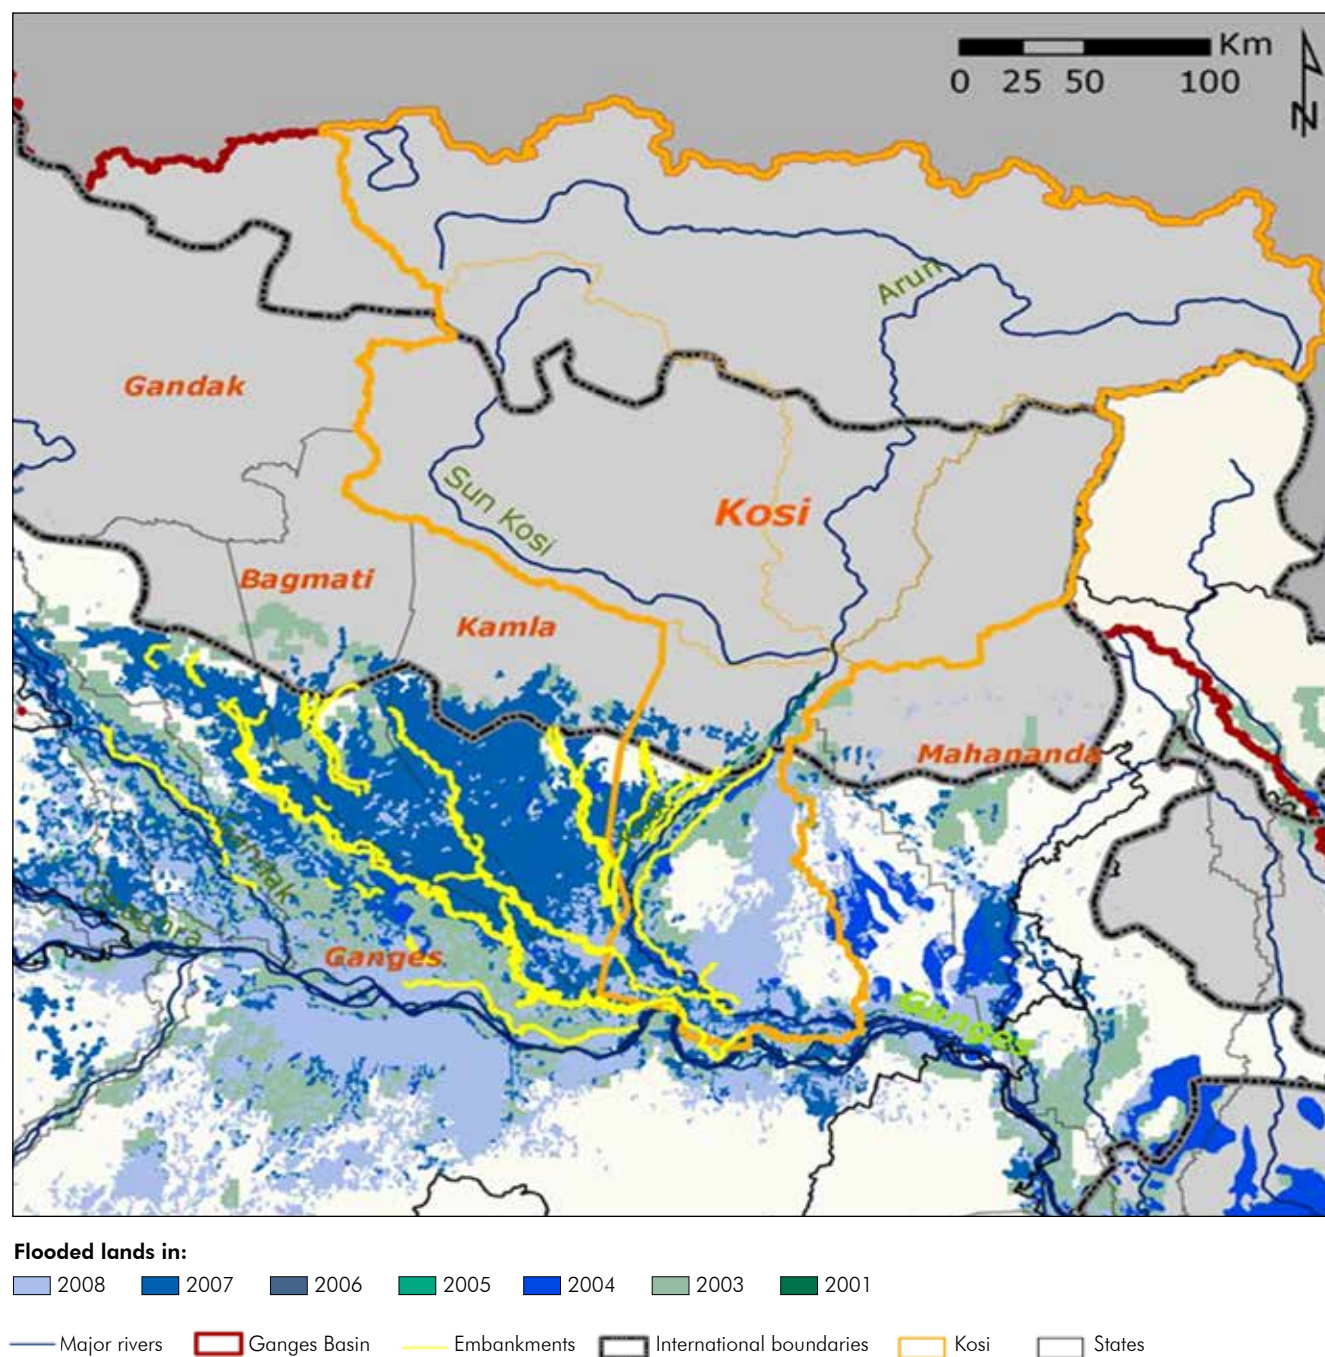 Km
0 25 50 100
N
Arun
Gandak
Sun Kosi
Kosi
Bagmati
Kamla
Mahananda
Ganges
Ganges
Flooded lands in:
2008 2007 2006 2005 2004 2003 2001
Major rivers Ganges Basin Embankments International boundaries Kosi States